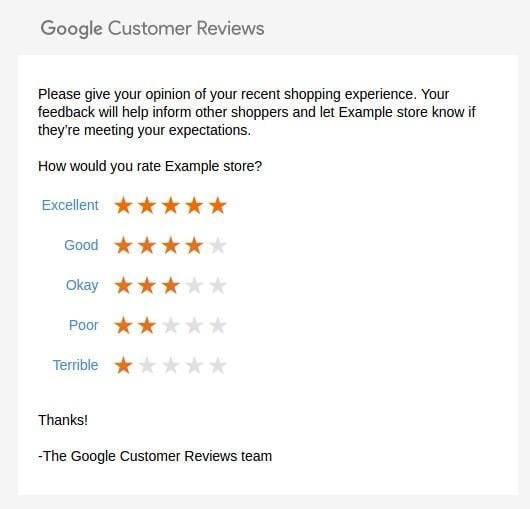 Google Customer Reviews
Please give your opinion of your recent shopping experience. Your
feedback will help inform other shoppers and let Example store know if
they’re meeting your expectations.
How would you rate Example store?
Excellent
Good
Okay
Poor
Terrible
Thanks!
-The Google Customer Reviews team